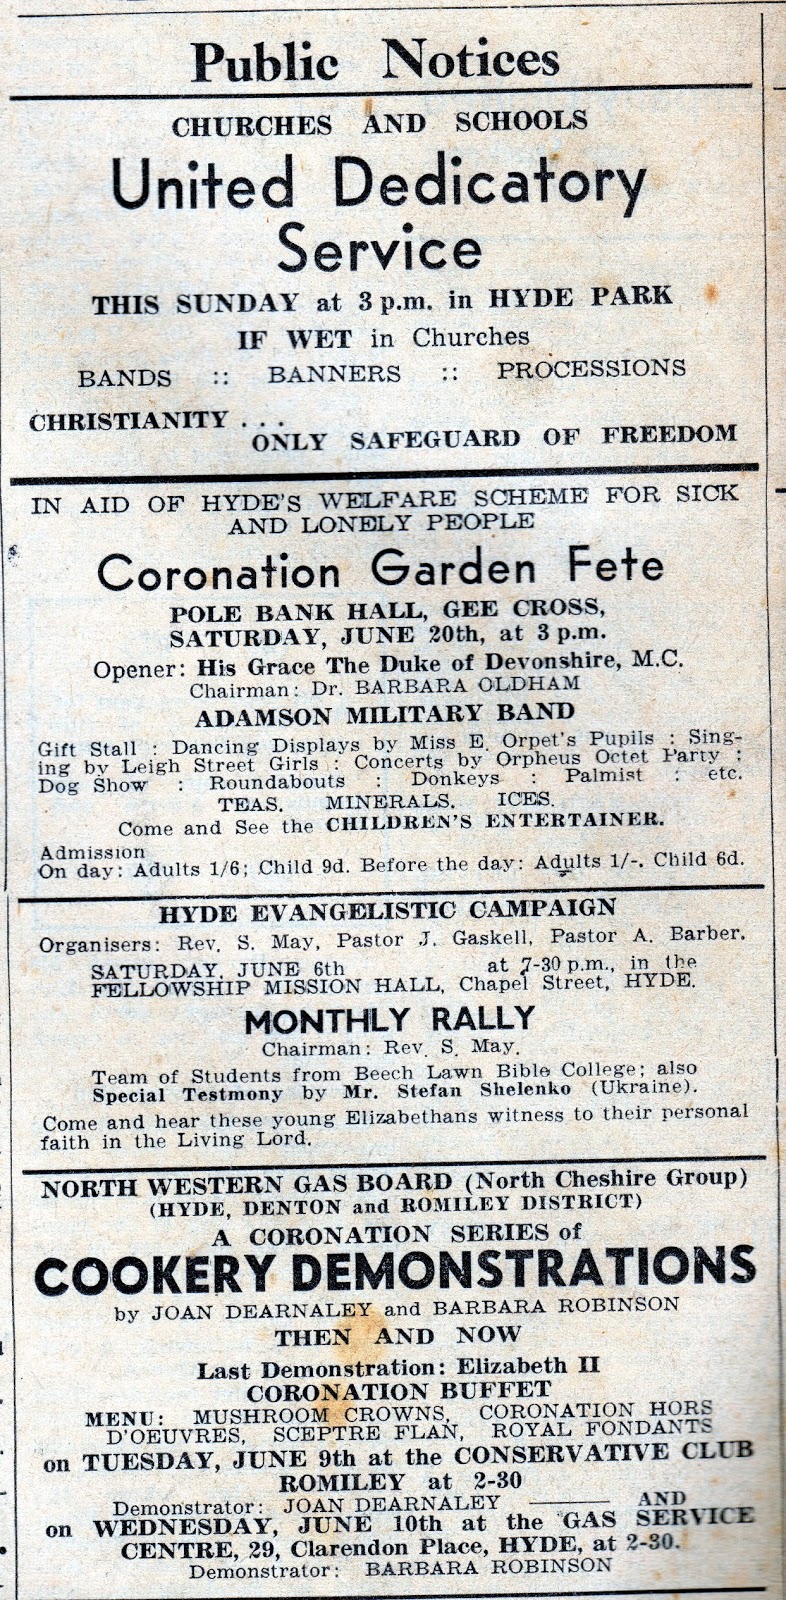 Public Notices
CHURCHES AND SCHOOLS
United Dedicatory
Service
THIS SUNDAY at 3 p.m. in HYDE PARK
IF WET in Churches
BANDS :: BANNERS :: PROCESSIONS
CHRISTIANITY . . .
ONLY SAFEGUARD OF FREEDOM
IN AID OF HYDE'S WELFARE SCHEME FOR SICK
AND LONELY PEOPLE
Coronation Garden Fete
POLE BANK HALL, GEE CROSS,
SATURDAY, JUNE 20th, at 3 p.m.
Opener: His Grace The Duke of Devonshire, M.C.
Chairman: Dr. BARBARA OLDHAM
ADAMSON MILITARY BAND
Gift Stall : Dancing Displays by Miss E. Orpet's Pupils : Sing-
ing by Leigh Street Girls : Concerts by Orpheus Octet Party :
Dog Show : Roundabouts : Donkeys : Palmist : etc.
TEAS. MINERALS. ICES.
Come and See the CHILDREN'S ENTERTAINER.
Admission
On day: Adults 1/6; Child 9d. Before the day: Adults 1/-. Child 6d.
HYDE EVANGELISTIC CAMPAIGN
Organisers: Rev. S. May, Pastor J. Gaskell, Pastor A. Barber.
SATURDAY, JUNE 6th at 7-30 p.m., in the
FELLOWSHIP MISSION HALL, Chapel Street, HYDE.
MONTHLY RALLY
Chairman: Rev. S. May.
Team of Students from Beech Lawn Bible College; also
Special Testmony by Mr. Stefan Shelenko (Ukraine).
Come and hear these young Elizabethans witness to their personal
faith in the Living Lord.
NORTH WESTERN GAS BOARD (North Cheshire Group)
(HYDE, DENTON and ROMILEY DISTRICT)
A CORONATION SERIES of
COOKERY DEMONSTRATIONS
by JOAN DEARNALEY and BARBARA ROBINSON
THEN AND NOW
Last Demonstration: Elizabeth II
CORONATION BUFFET
MENU: MUSHROOM CROWNS, CORONATION HORS
D'OEUVRES, SCEPTRE FLAN, ROYAL FONDANTS
on TUESDAY, JUNE 9th at the CONSERVATIVE CLUB
ROMILEY at 2-30
Demonstrator: JOAN DEARNALEY ——— AND
on WEDNESDAY, JUNE 10th at the GAS SERVICE
CENTRE, 29, Clarendon Place, HYDE, at 2-30.
Demonstrator: BARBARA ROBINSON